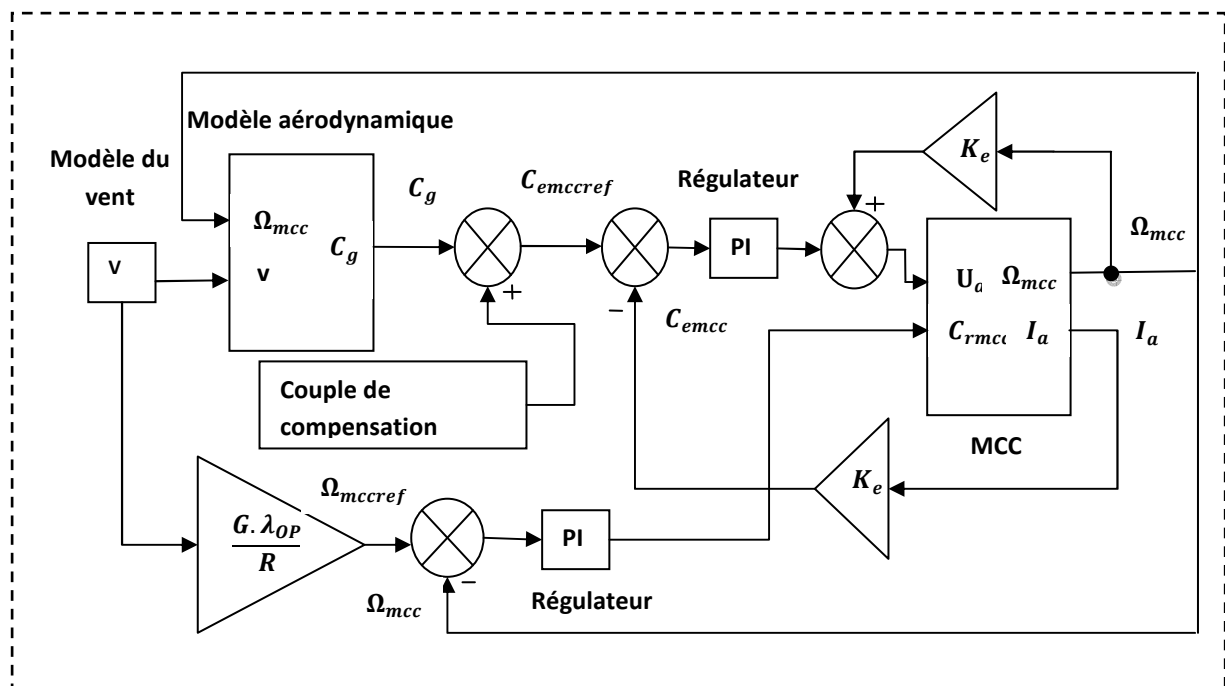 Modèle aérodynamique
Modèle du
vent
V
Ω_mcc
C_g
v
C_g
C_emccref
Régulateur
PI
+
K_e
+
−
C_emcc
U_a
Ω_mcc
C_rmcc
I_a
Ω_mcc
I_a
MCC
Couple de
compensation
K_e
G. λ_OP
R
Ω_mccref
−
Ω_mcc
PI
Régulateur